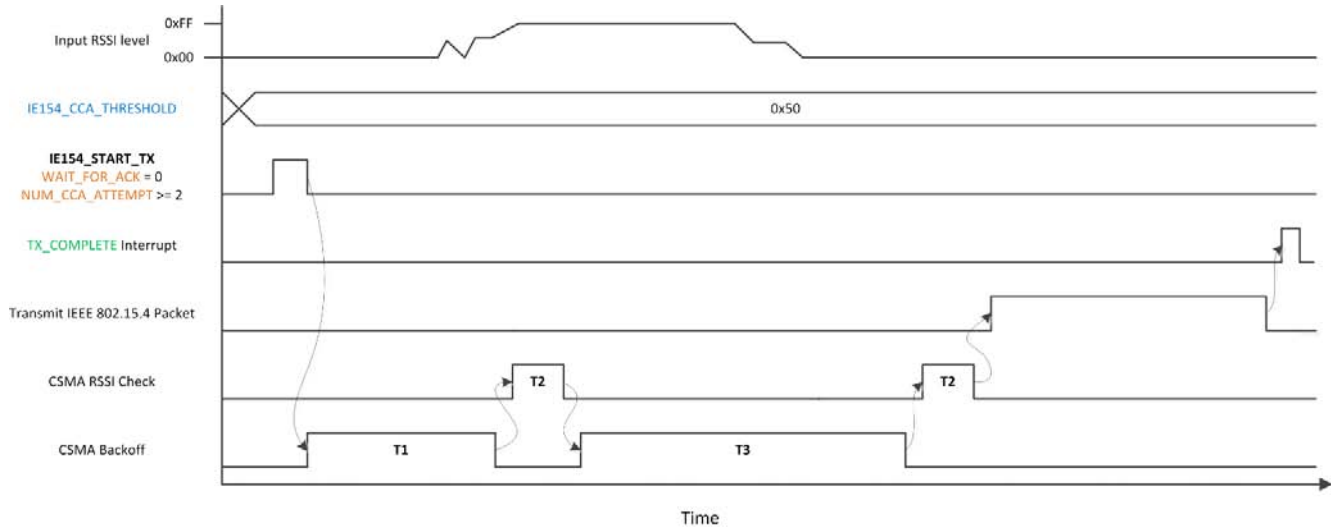 0xFF
Input RSSI level
0x00
IE154_CCA_THRESHOLD
0x50
IE154_START_TX
WAIT_FOR_ACK = 0
NUM_CCA_ATTEMPT >= 2
TX_COMPLETE Interrupt
Transmit IEEE 802.15.4 Packet
CSMA RSSI Check
T2
T2
CSMA Backoff
T1
T3
Time